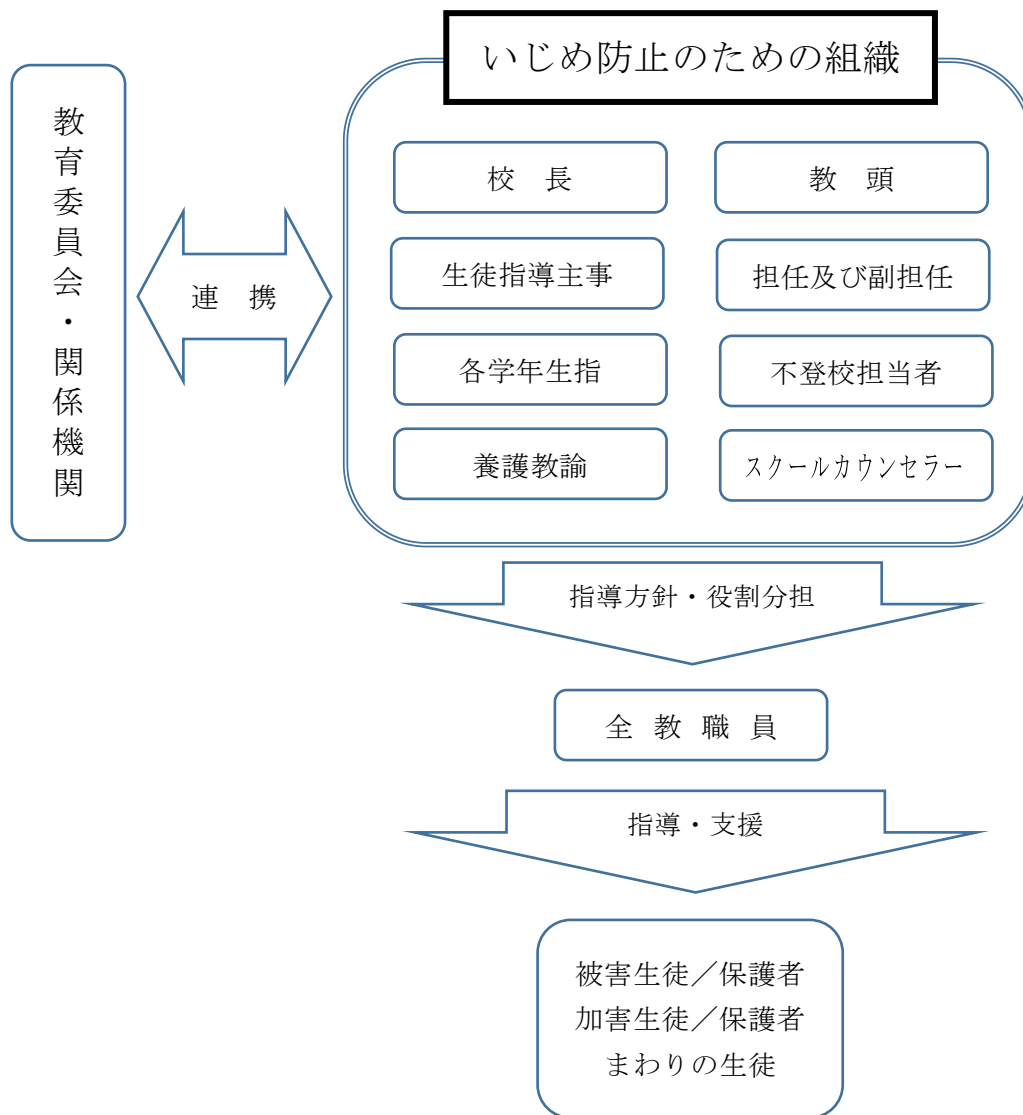 いじめ防止のための組織
教育委員会・関係機関
連　携
校　長
教　頭
生徒指導主事
担任及び副担任
各学年生指
不登校担当者
養護教諭
スクールカウンセラー
指導方針・役割分担
全 教 職 員
指導・支援
被害生徒／保護者
加害生徒／保護者
まわりの生徒